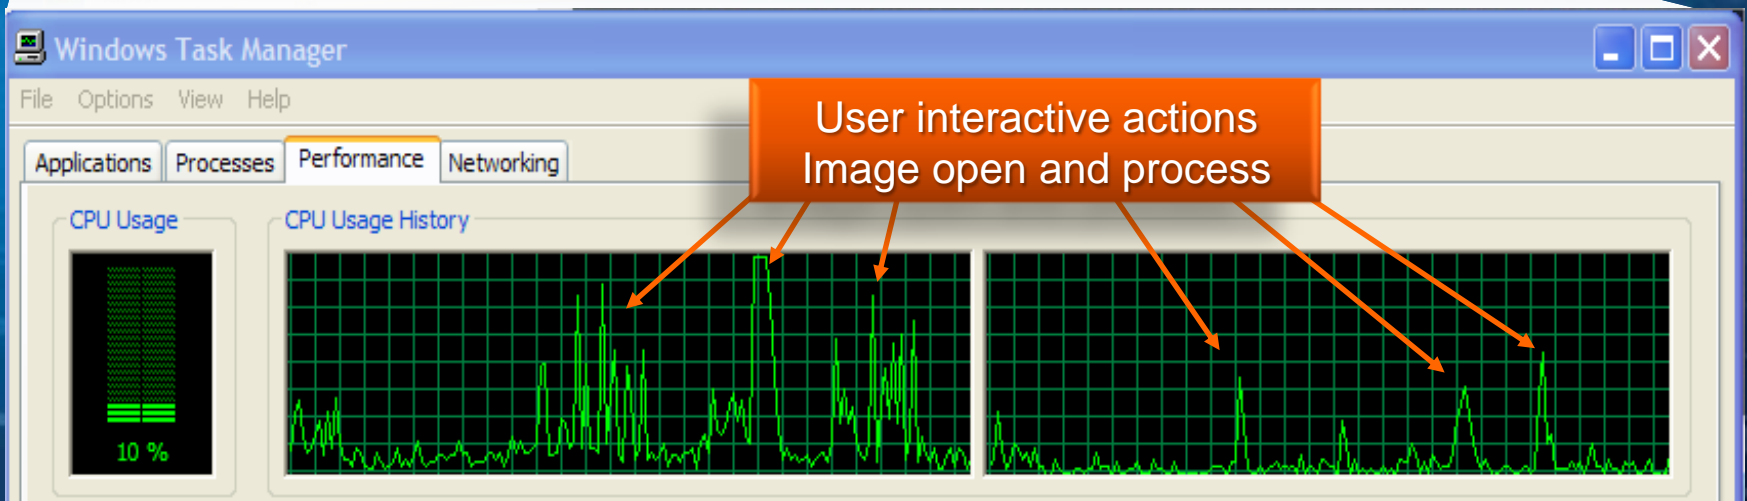 Windows Task Manager
File Options View Help
User interactive actions
Image open and process
Applications Processes Performance Networking
CPU Usage
CPU Usage History
10 %